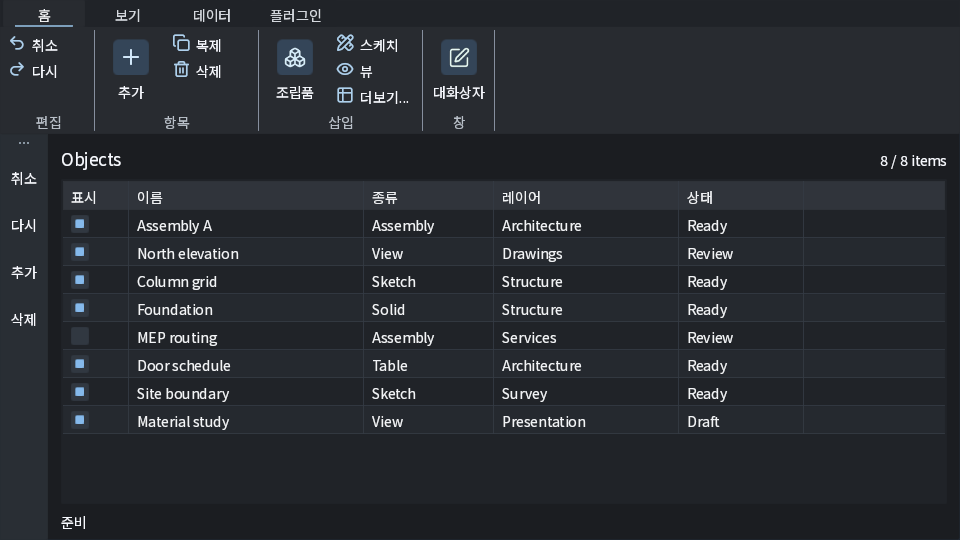 홈 보기 데이터 플러그인
취소
다시
편집
추가
복제
삭제
항목
조립품
스케치
뷰
더보기...
삽입
대화상자
창
...
취소
다시
추가
삭제
Objects 8 / 8 items
표시 이름 종류 레이어 상태
Assembly A Assembly Architecture Ready
North elevation View Drawings Review
Column grid Sketch Structure Ready
Foundation Solid Structure Ready
MEP routing Assembly Services Review
Door schedule Table Architecture Ready
Site boundary Sketch Survey Ready
Material study View Presentation Draft
준비